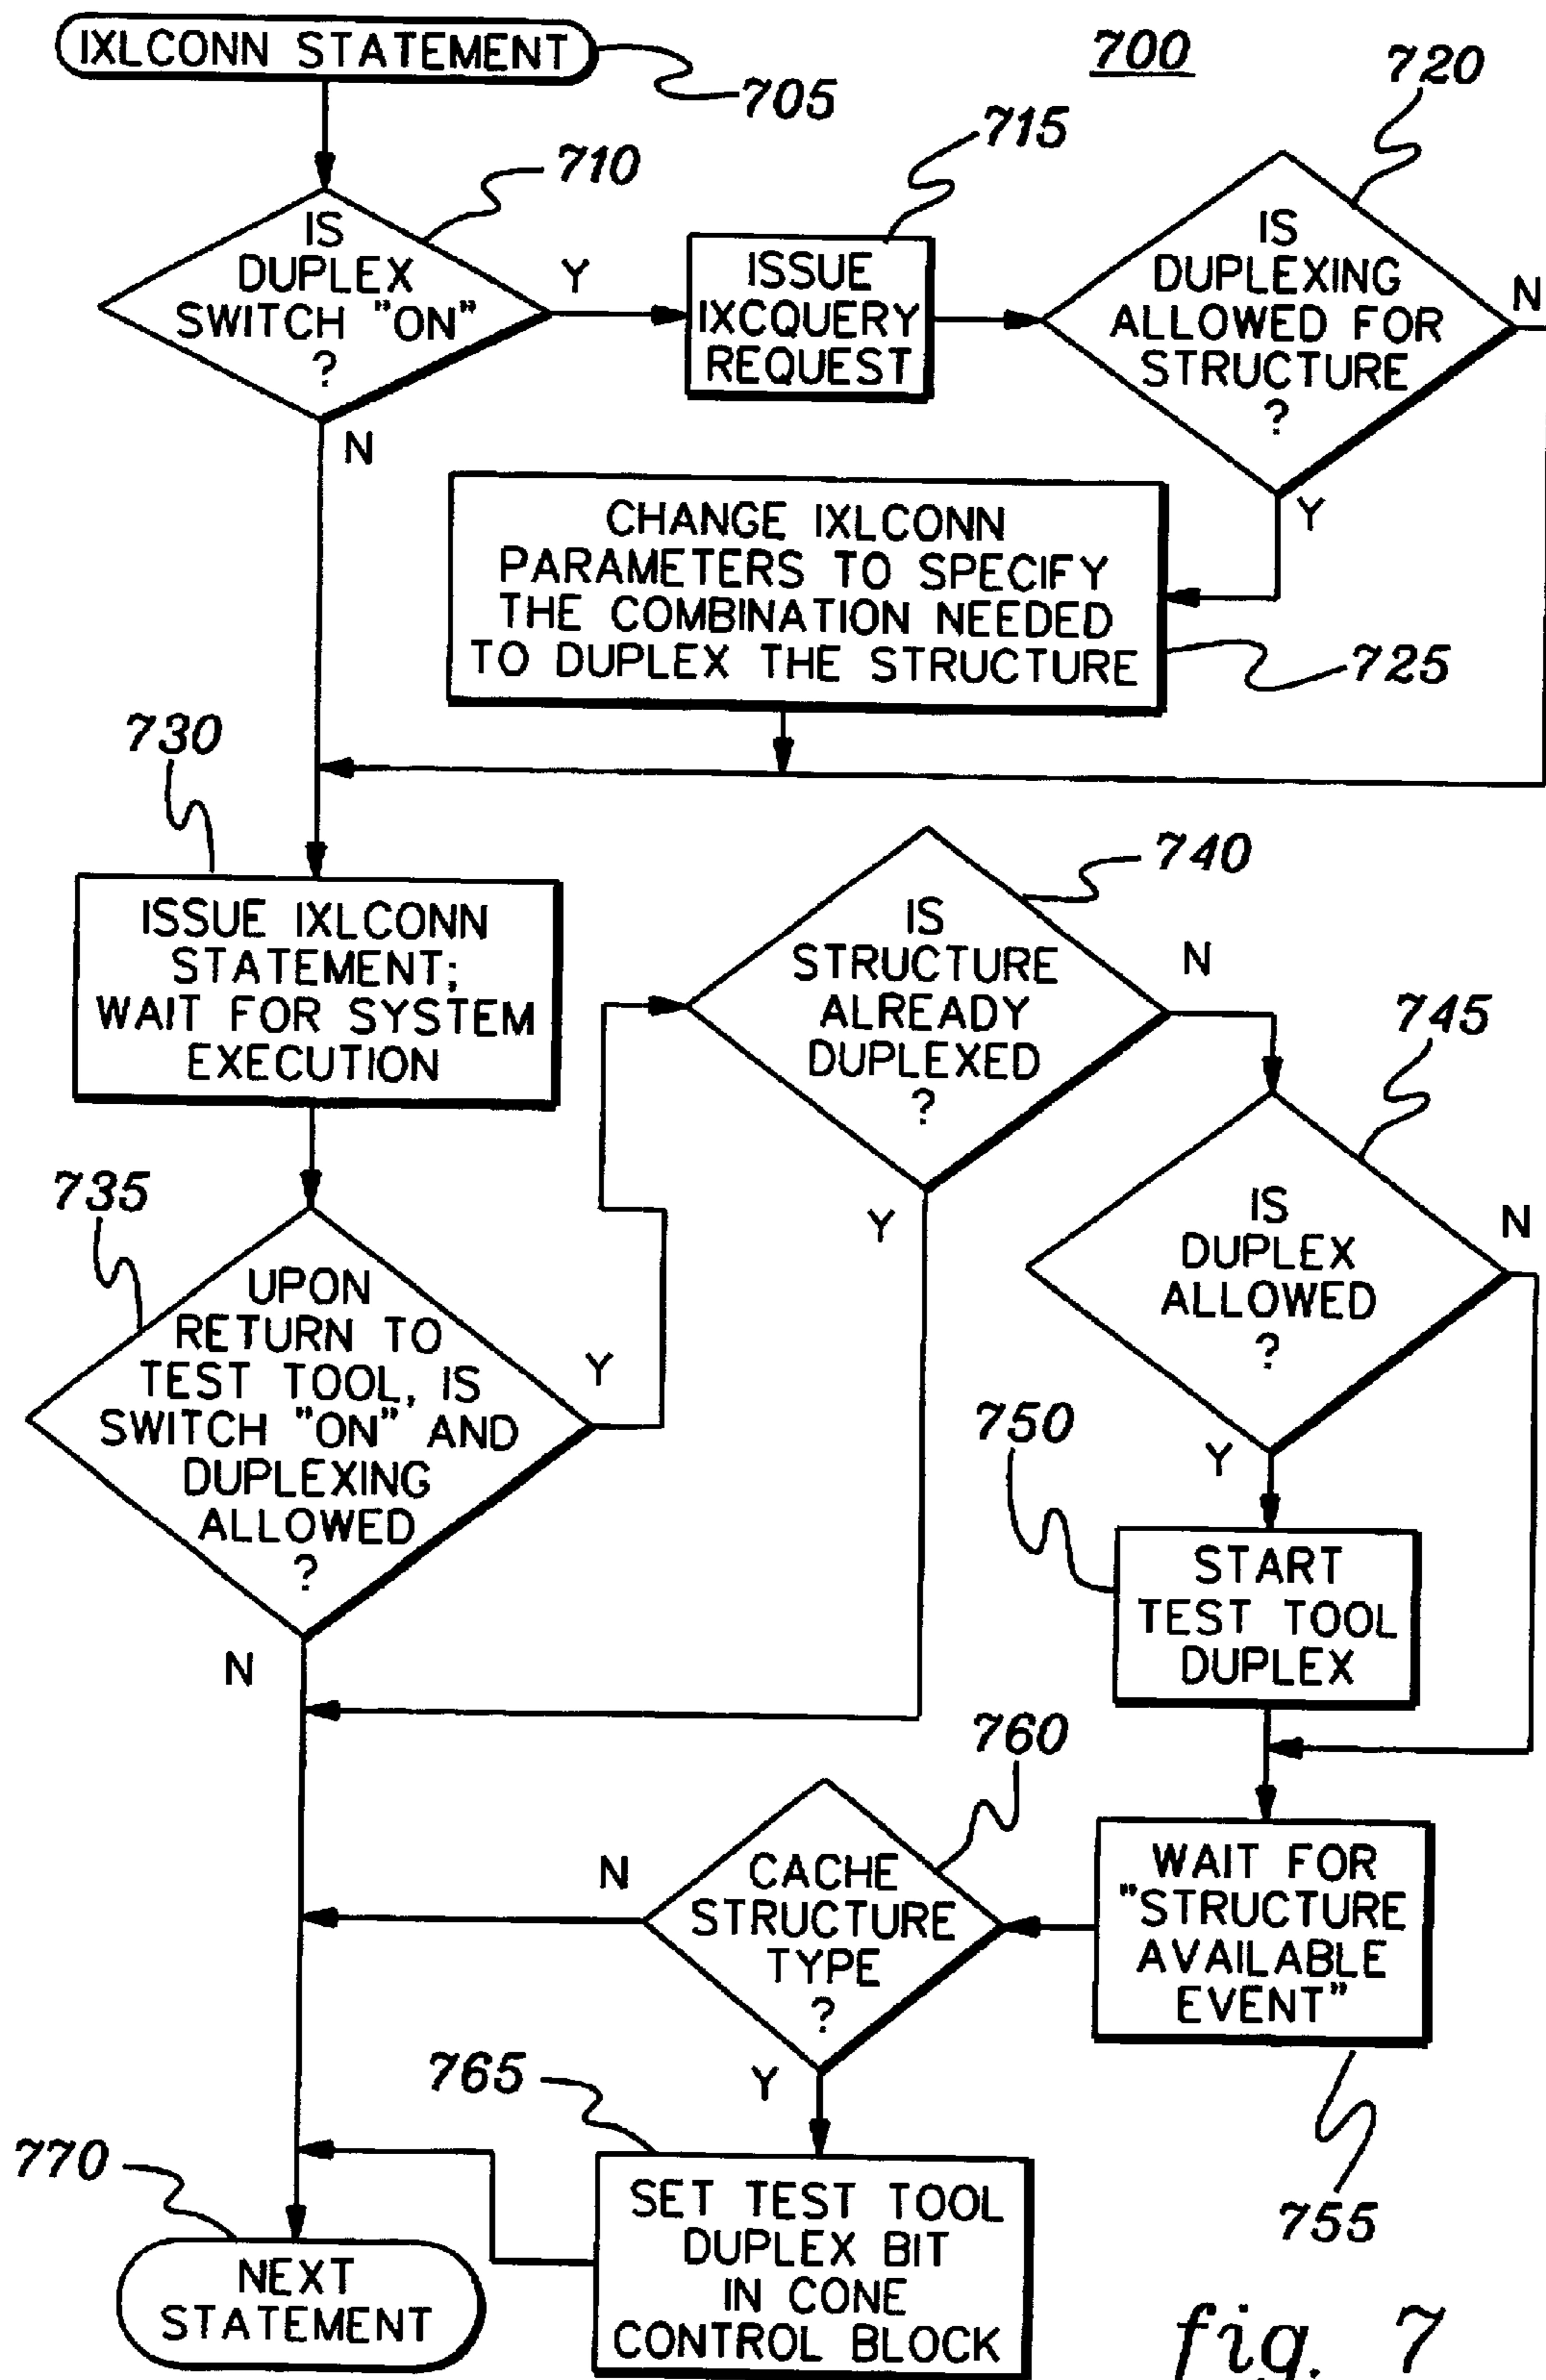 IXLCONN STATEMENT
705
700
720
715
710
IS
DUPLEX
SWITCH "ON"
?
Y
N
ISSUE
IXCQUERY
REQUEST
IS
DUPLEXING
ALLOWED FOR
STRUCTURE
?
N
Y
CHANGE IXLCONN
PARAMETERS TO SPECIFY
THE COMBINATION NEEDED
TO DUPLEX THE STRUCTURE
725
730
ISSUE IXLCONN
STATEMENT;
WAIT FOR SYSTEM
EXECUTION
740
IS
STRUCTURE
ALREADY
DUPLEXED
?
N
Y
745
IS
DUPLEX
ALLOWED
?
N
Y
735
UPON
RETURN TO
TEST TOOL, IS
SWITCH "ON" AND
DUPLEXING
ALLOWED
?
Y
N
750
START
TEST TOOL
DUPLEX
760
CACHE
STRUCTURE
TYPE
?
N
Y
WAIT FOR
"STRUCTURE
AVAILABLE
EVENT"
755
765
SET TEST TOOL
DUPLEX BIT
IN CONE
CONTROL BLOCK
770
NEXT
STATEMENT
fig. 7